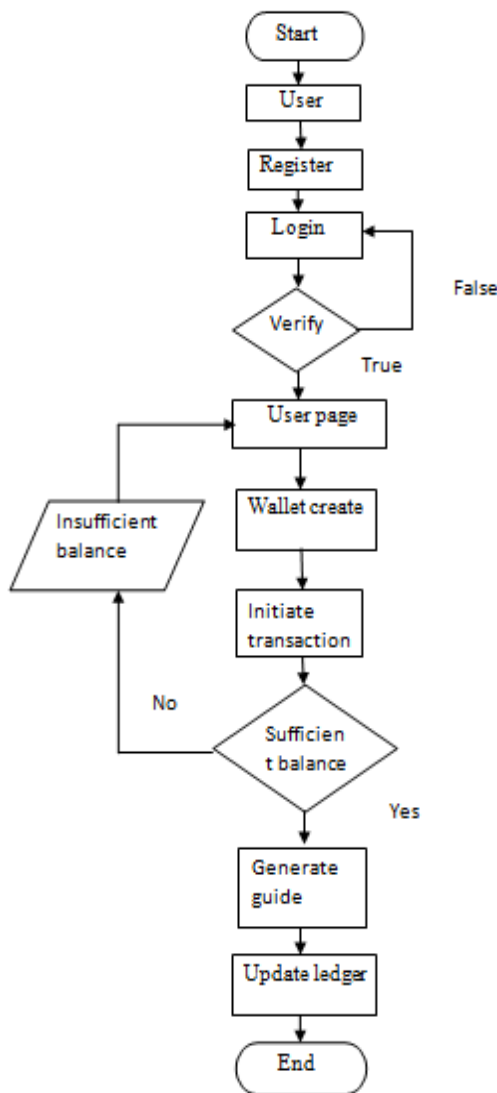 Start
User
Register
Login
False
Verify
True
User page
Wallet create
Insufficient
balance
Initiate
transaction
No
Sufficien
t balance
Yes
Generate
guide
Update ledger
End